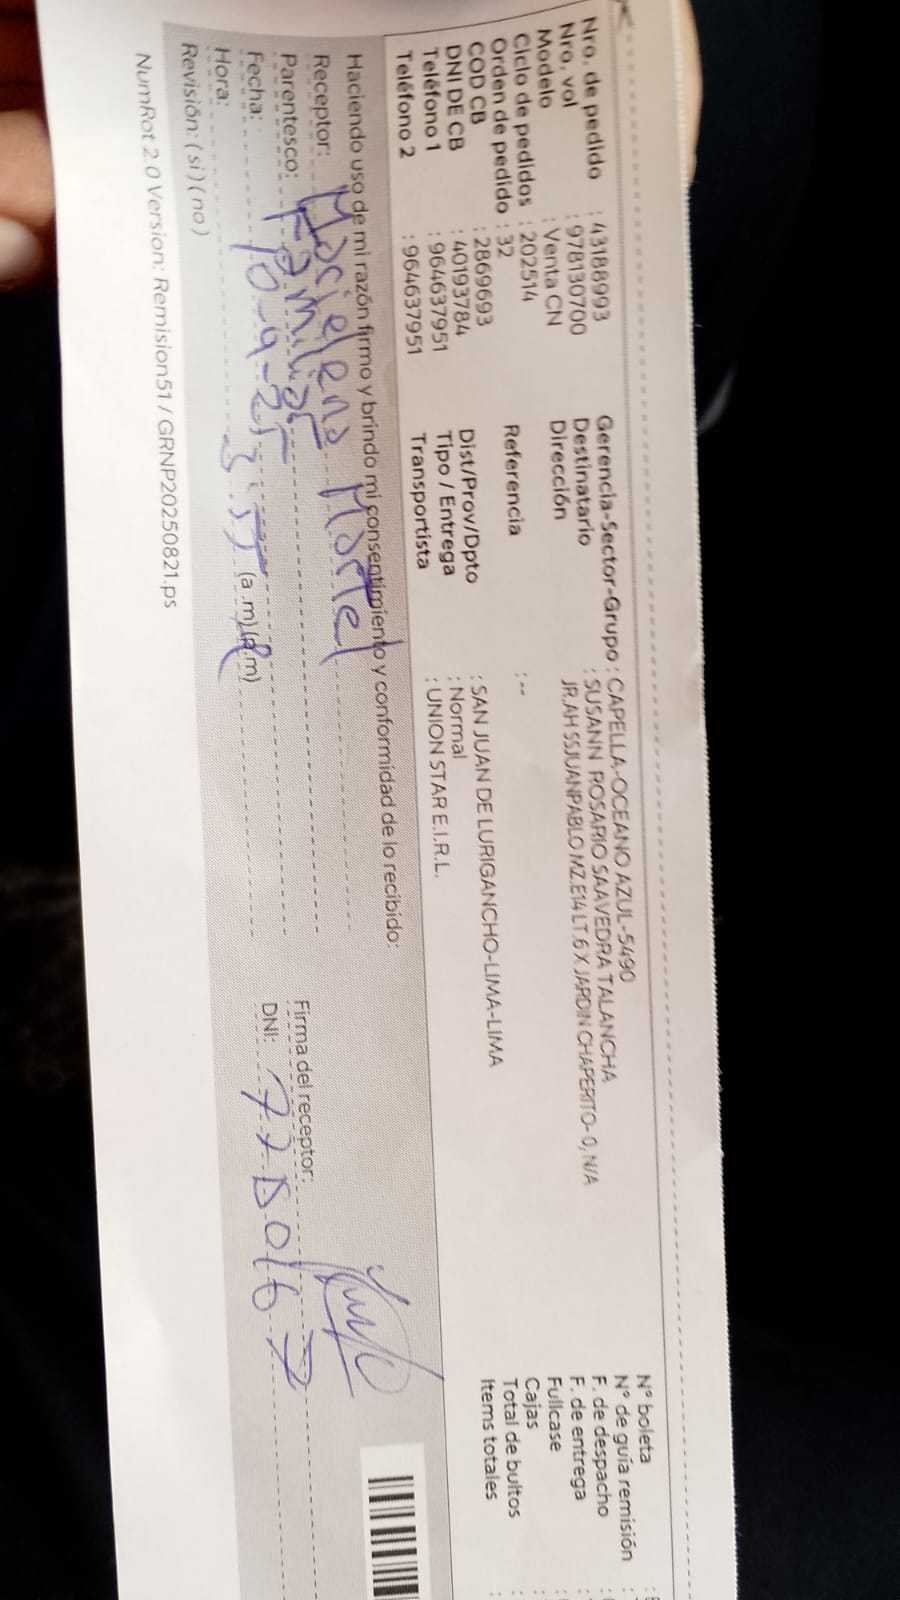 Nro. de pedido : 43188993
Nro. vol : 978130700
Modelo : Venta CN
Ciclo de pedidos : 202514
Orden de pedido : 32
COD CB : 2869693
DNI DE CB : 40193784
Teléfono 1 : 964637951
Teléfono 2 : 964637951
Gerencia-Sector-Grupo : CAPELLA-OCEANO AZUL-5490
Destinatario : SUSANN ROSARIO SAAVEDRA TALANCHA
Dirección JR.AH SSJUANPABLO MZ.E14 LT.6 X JARDIN CHAPERITO- 0, N/A
Referencia : --
Dist/Prov/Dpto : SAN JUAN DE LURIGANCHO-LIMA-LIMA
Tipo / Entrega : Normal
Transportista : UNION STAR E.I.R.L.
N° boleta :
N° de guía remisión :
F. de despacho :
F. de entrega :
Fullcase :
Cajas :
Total de bultos :
Items totales :
Haciendo uso de mi razón firmo y brindo mi consentimiento y conformidad de lo recibido:
Receptor: Martel
Parentesco: Familiar
Fecha: 10-9-25
Hora: (a.m) (p.m)
Revisión: ( si ) ( no )
Firma del receptor:
DNI:
NumRot 2.0 Version: Remision51 / GRNP20250821.ps